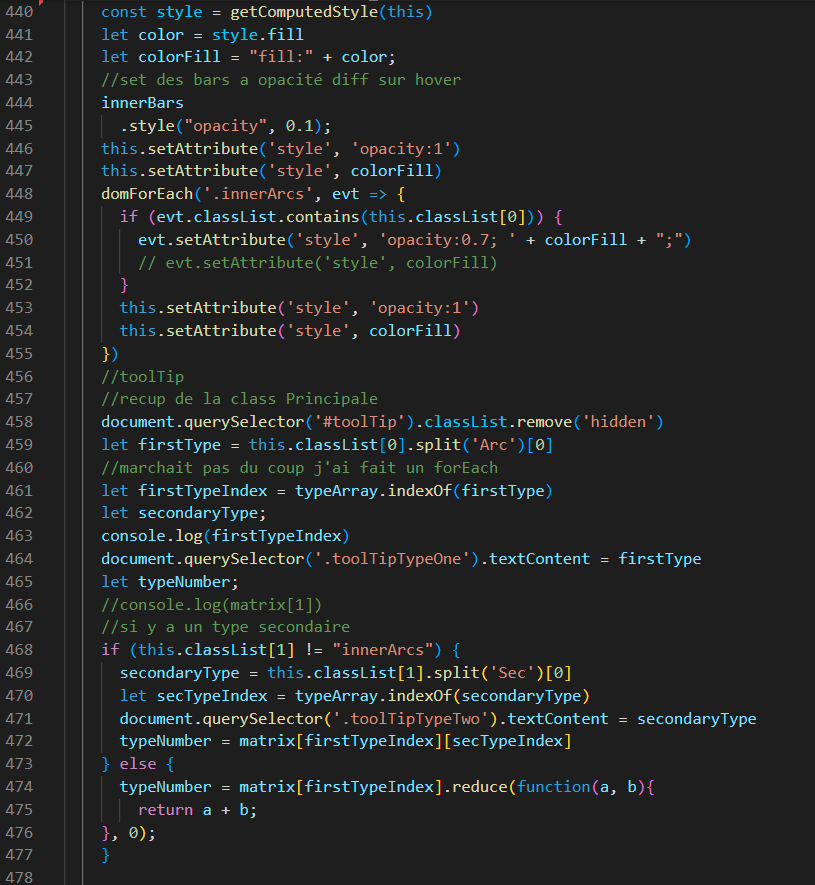 440 const style = getComputedStyle(this)
441 let color = style.fill
442 let colorFill = "fill:" + color;
443 //set des bars a opacité diff sur hover
444 innerBars
445 .style("opacity", 0.1);
446 this.setAttribute('style', 'opacity:1')
447 this.setAttribute('style', colorFill)
448 domForEach('.innerArcs', evt => {
449 if (evt.classList.contains(this.classList[0])) {
450 evt.setAttribute('style', 'opacity:0.7; ' + colorFill + ";")
451 // evt.setAttribute('style', colorFill)
452 }
453 this.setAttribute('style', 'opacity:1')
454 this.setAttribute('style', colorFill)
455 })
456 //toolTip
457 //recup de la class Principale
458 document.querySelector('#toolTip').classList.remove('hidden')
459 let firstType = this.classList[0].split('Arc')[0]
460 //marchait pas du coup j'ai fait un forEach
461 let firstTypeIndex = typeArray.indexOf(firstType)
462 let secondaryType;
463 console.log(firstTypeIndex)
464 document.querySelector('.toolTipTypeOne').textContent = firstType
465 let typeNumber;
466 //console.log(matrix[1])
467 //si y a un type secondaire
468 if (this.classList[1] != "innerArcs") {
469 secondaryType = this.classList[1].split('Sec')[0]
470 let secTypeIndex = typeArray.indexOf(secondaryType)
471 document.querySelector('.toolTipTypeTwo').textContent = secondaryType
472 typeNumber = matrix[firstTypeIndex][secTypeIndex]
473 } else {
474 typeNumber = matrix[firstTypeIndex].reduce(function(a, b){
475 return a + b;
476 }, 0);
477 }
478